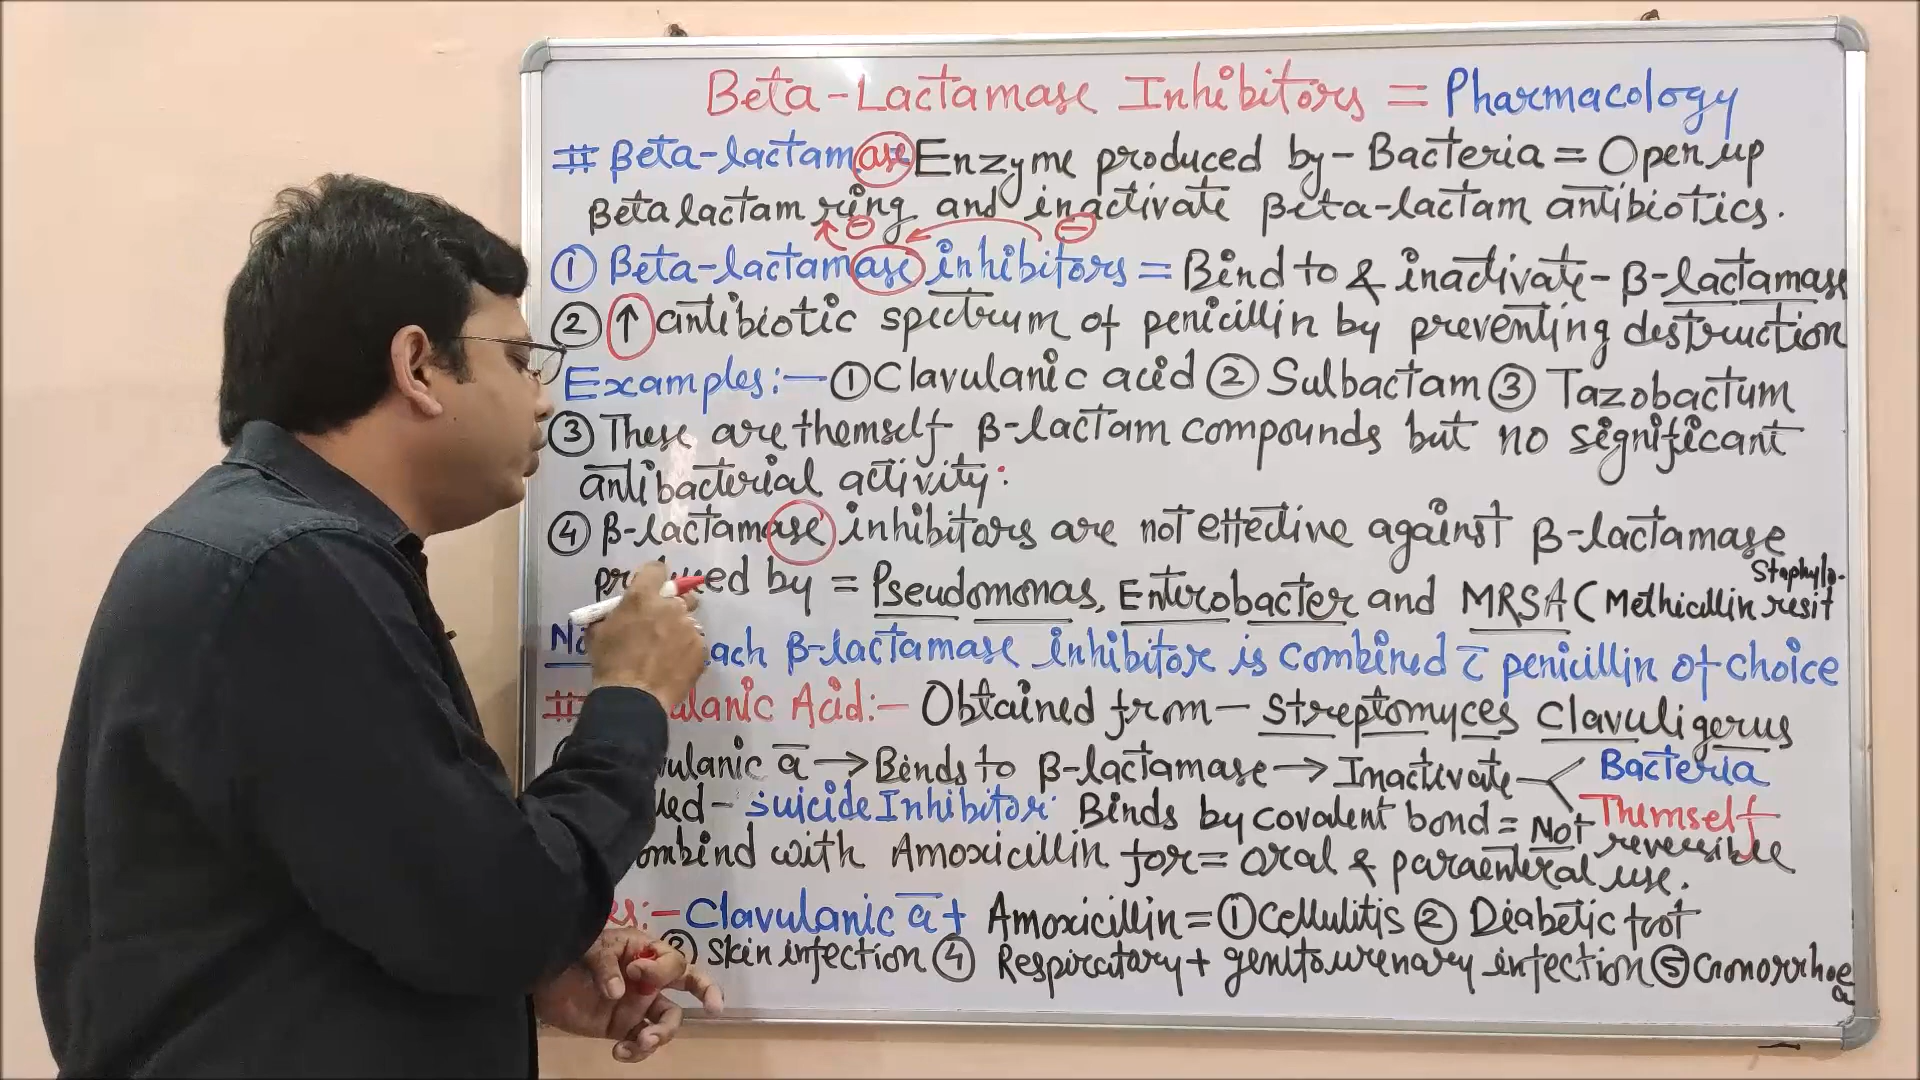 Beta-Lactamase Inhibitors = Pharmacology
# Beta-lactamase Enzyme produced by - Bacteria = Open up
Beta lactam ring and inactivate Beta-lactam antibiotics.
① Beta-lactamase inhibitors = Bind to & inactivate - β-lactamase
② ↑ antibiotic spectrum of penicillin by preventing destruction
Examples:- ① Clavulanic acid ② Sulbactam ③ Tazobactum
③ These are themself β-lactam compounds but no significant
antibacterial activity:
④ β-lactamase inhibitors are not effective against β-lactamase
produced by = Pseudomonas, Enterobacter and MRSA (Methicillin resit
Staphylo-
each β-lactamase inhibitor is combined c̄ penicillin of choice
# ulanic Acid:- Obtained from - Streptomyces Clavuligerus
vulanic ā → Binds to β-lactamase → Inactivate
Bacteria
Themself
led - Suicide Inhibitor: Binds by covalent bond = Not reversible
ombind with Amoxicillin for = oral & paraenteral use.
es:- Clavulanic ā + Amoxicillin = ① Cellulitis ② Diabetic foot
③ Skin infection ④ Respiratary + genitourenary infection ⑤ Gonorrhoea